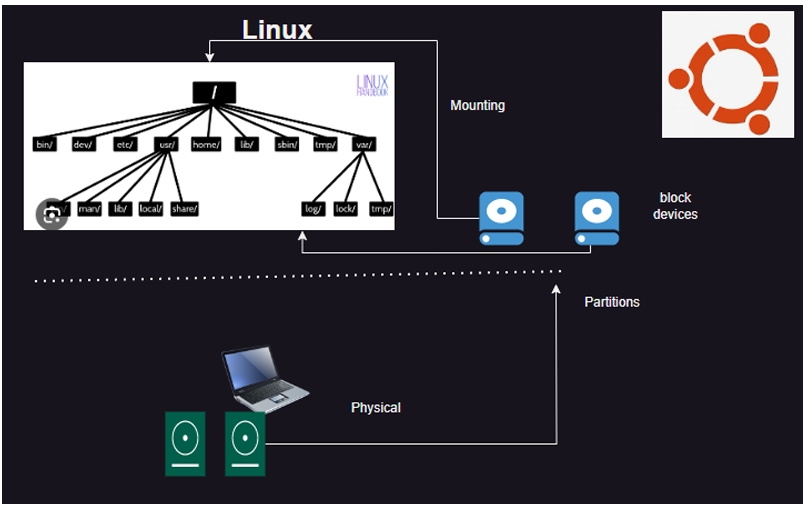 Linux
LINUX
HANDBOOK
/
Mounting
bin/ dev/ etc/ usr/ home/ lib/ sbin/ tmp/ var/
man/ lib/ local/ share/ log/ lock/ tmp/
block
devices
Partitions
Physical